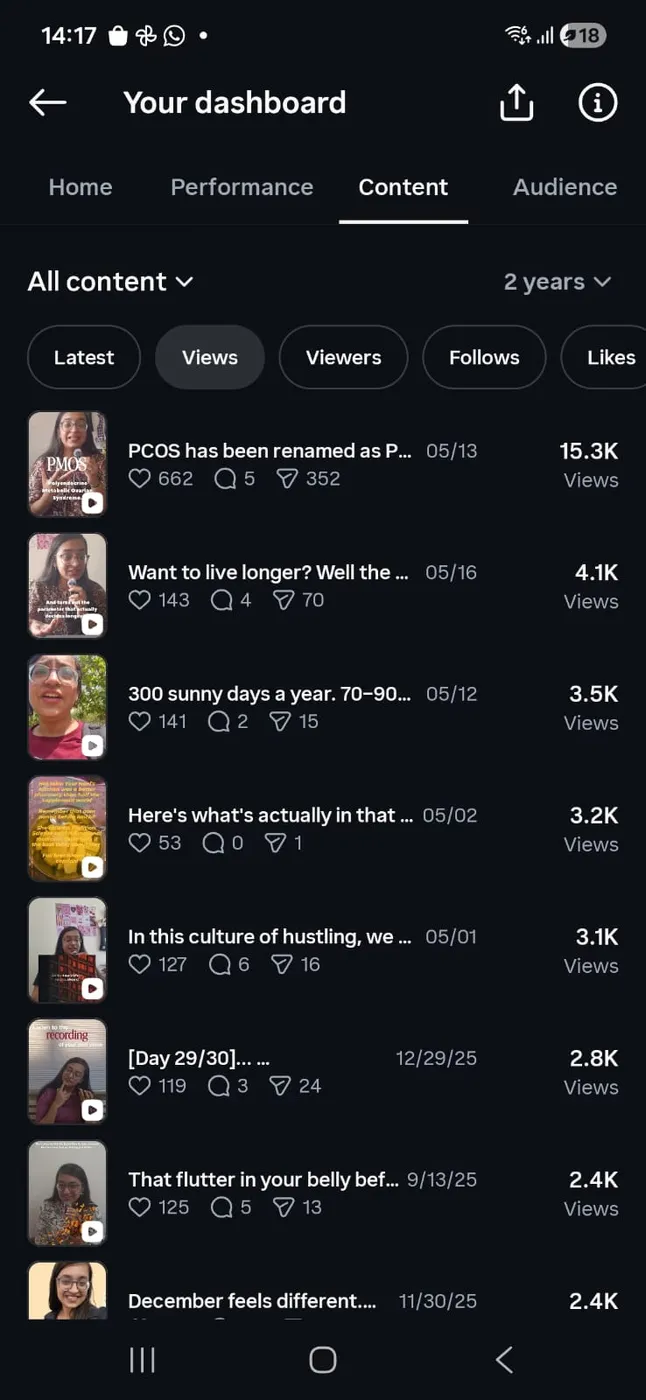 14:17
18
Your dashboard
Home Performance Content Audience
All content 2 years
Latest Views Viewers Follows Likes
PMOS
Polyendocrine
Metabolic Ovarian
Syndrome
PCOS has been renamed as P... 05/13 15.3K
662 5 352 Views
Want to live longer? Well the ... 05/16 4.1K
143 4 70 Views
300 sunny days a year. 70–90... 05/12 3.5K
141 2 15 Views
Here's what's actually in that ... 05/02 3.2K
53 0 1 Views
In this culture of hustling, we ... 05/01 3.1K
127 6 16 Views
recording
[Day 29/30]... ... 12/29/25 2.8K
119 3 24 Views
That flutter in your belly bef... 9/13/25 2.4K
125 5 13 Views
December feels different.... 11/30/25 2.4K